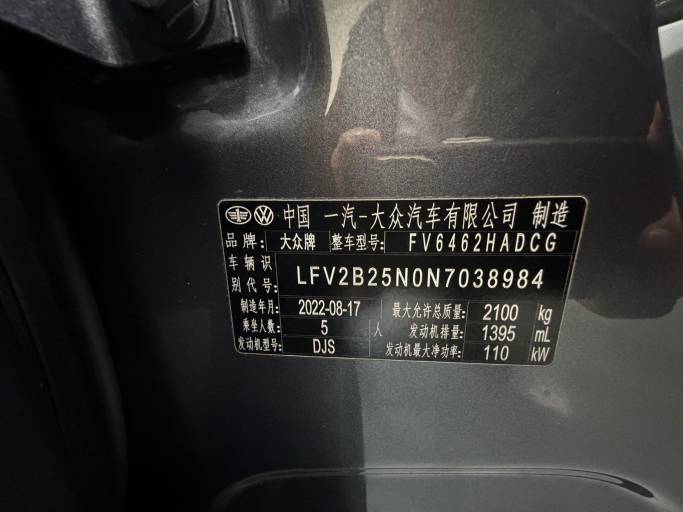 中国 一汽-大众汽车有限公司 制造
品牌: 大众牌 整车型号: FV6462HADCG
车辆识别代号: LFV2B25N0N7038984
制造年月: 2022-08-17 最大允许总质量: 2100 kg
乘坐人数: 5 人 发动机排量: 1395 mL
发动机型号: DJS 发动机最大净功率: 110 kW